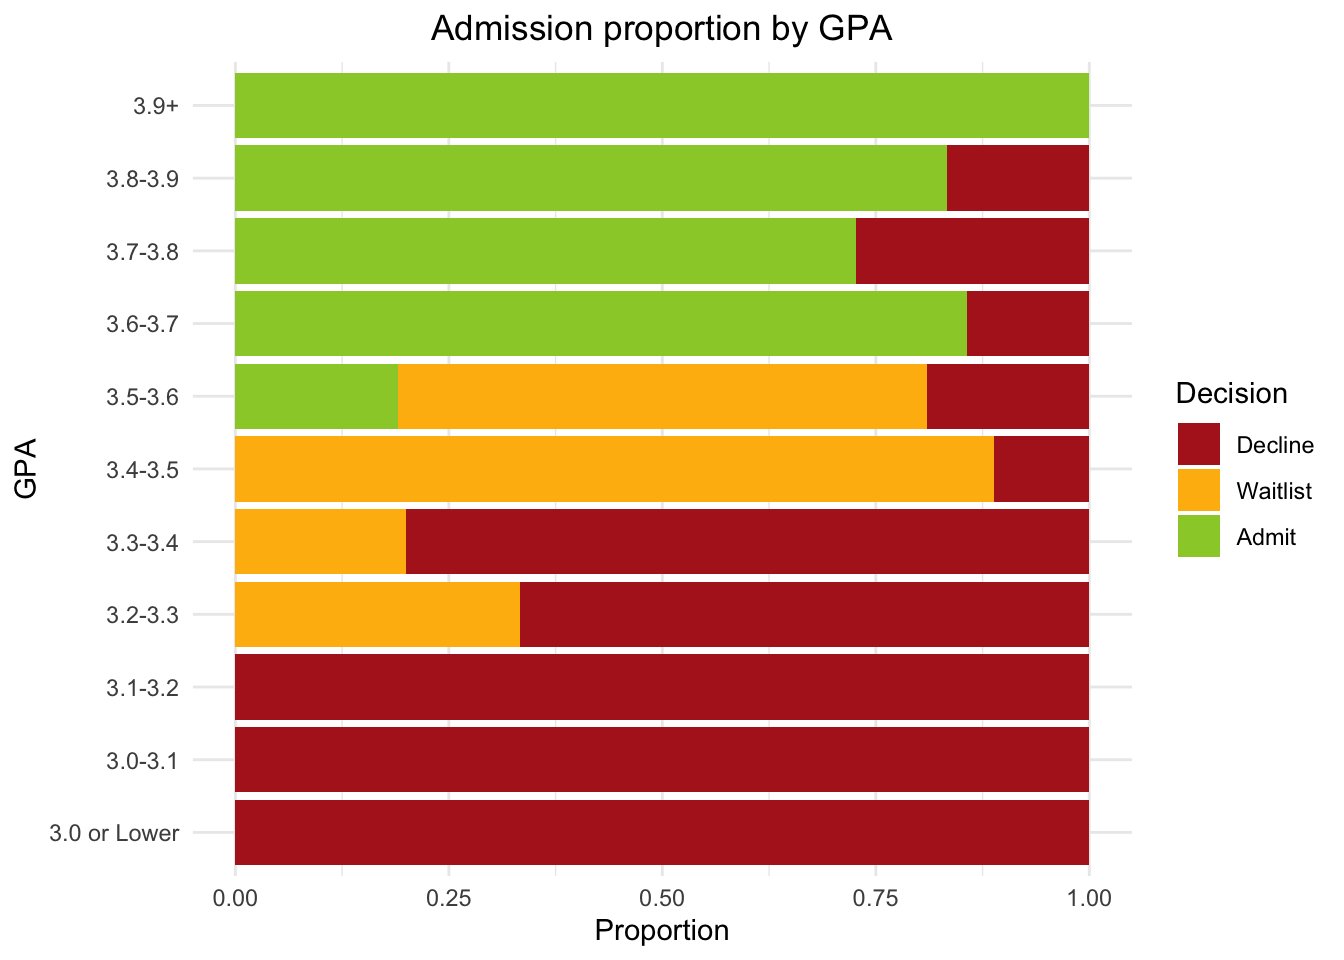 Admission proportion by GPA
3.9+
3.8-3.9
3.7-3.8
3.6-3.7
3.5-3.6
3.4-3.5
3.3-3.4
3.2-3.3
3.1-3.2
3.0-3.1
3.0 or Lower
GPA
0.00 0.25 0.50 0.75 1.00
Proportion
Decision
Decline
Waitlist
Admit